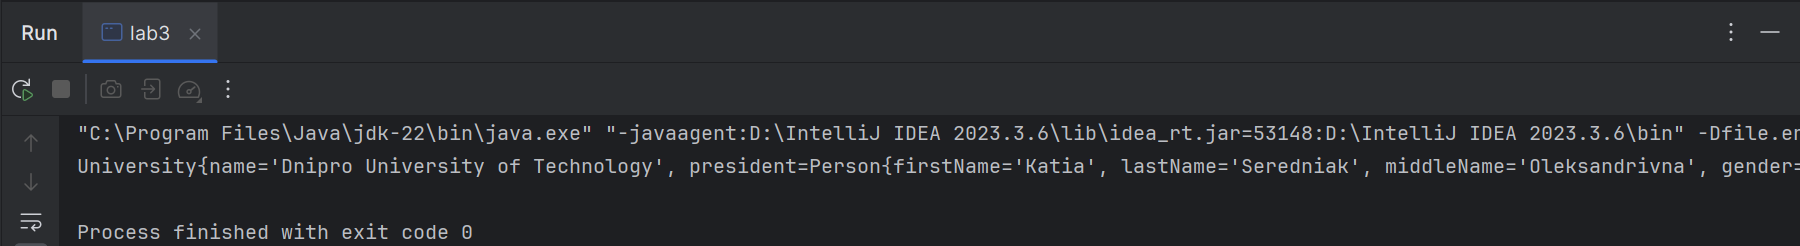 Run lab3
"C:\Program Files\Java\jdk-22\bin\java.exe" "-javaagent:D:\IntelliJ IDEA 2023.3.6\lib\idea_rt.jar=53148:D:\IntelliJ IDEA 2023.3.6\bin" -Dfile.en
University{name='Dnipro University of Technology', president=Person{firstName='Katia', lastName='Seredniak', middleName='Oleksandrivna', gender=
Process finished with exit code 0